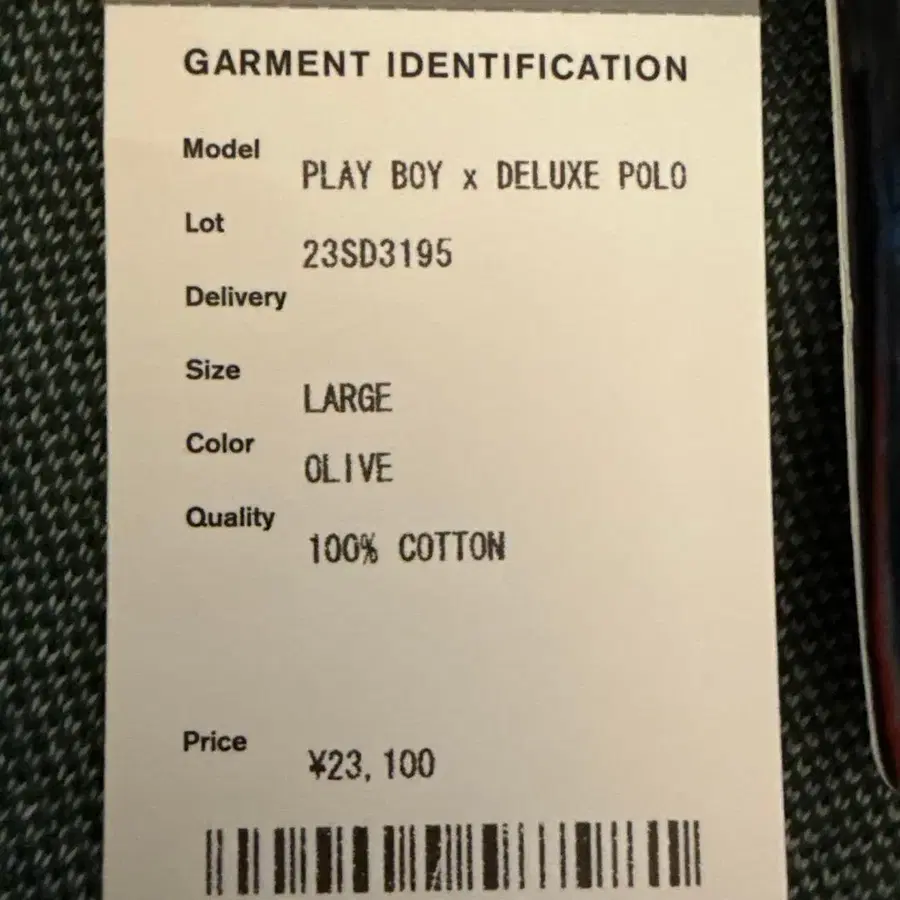 GARMENT IDENTIFICATION
Model
PLAY BOY x DELUXE POLO
Lot
23SD3195
Delivery
Size
LARGE
Color
OLIVE
Quality
100% COTTON
Price
¥23,100